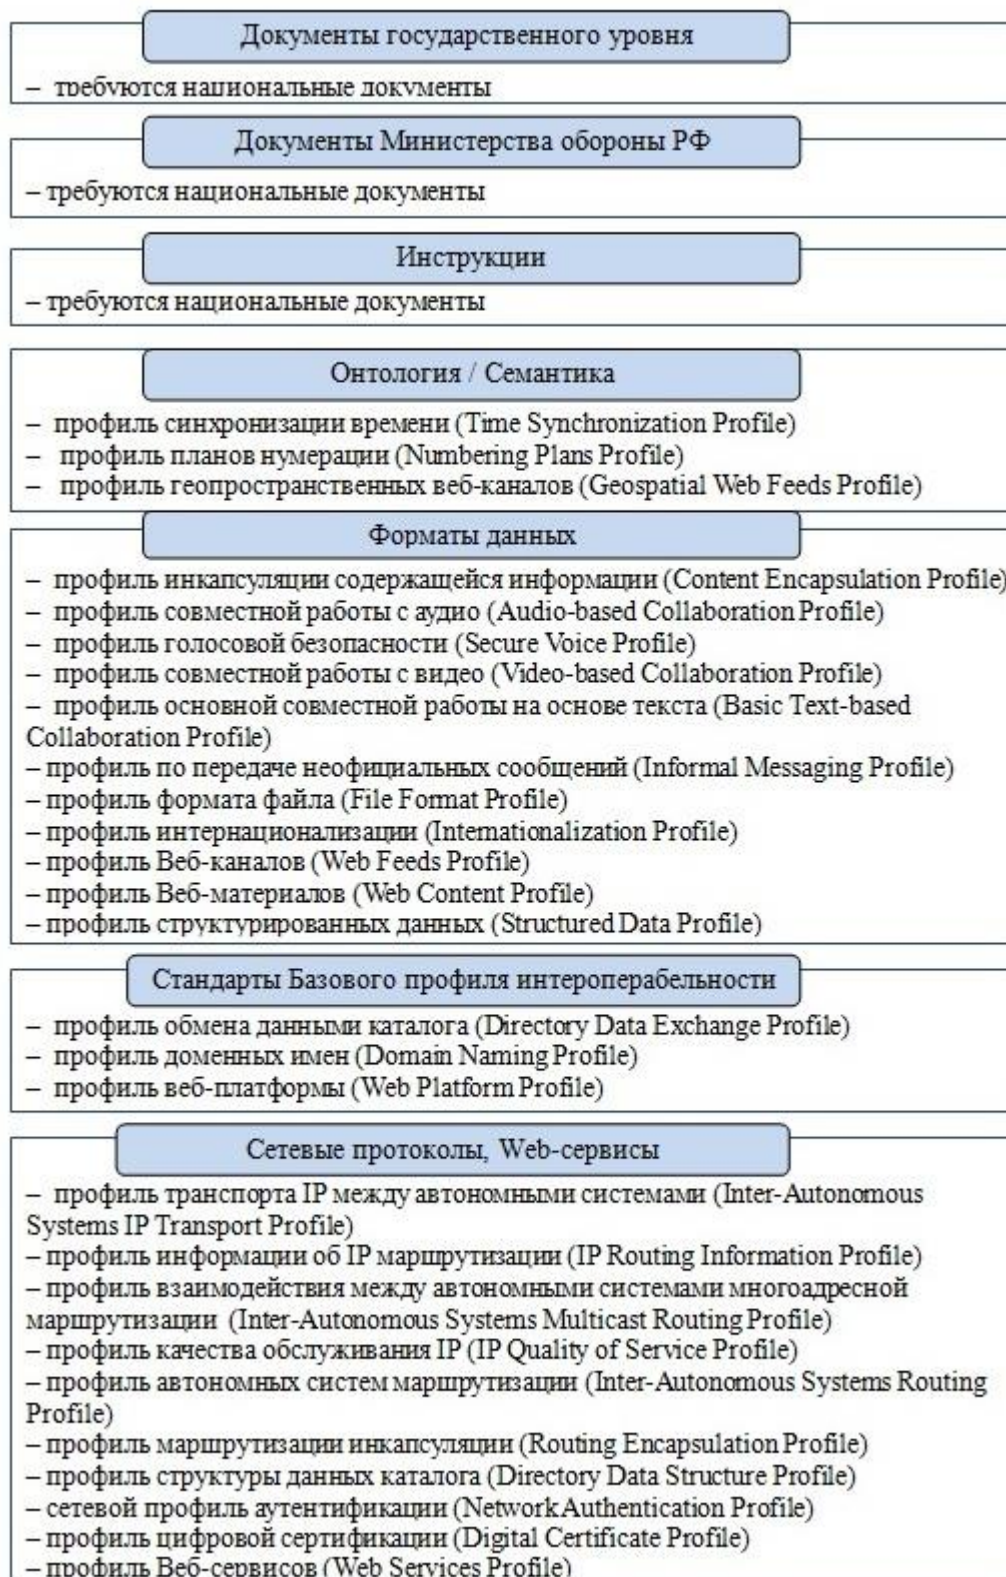 Документы государственного уровня
– требуются национальные документы
Документы Министерства обороны РФ
– требуются национальные документы
Инструкции
– требуются национальные документы
Онтология / Семантика
– профиль синхронизации времени (Time Synchronization Profile)
– профиль планов нумерации (Numbering Plans Profile)
– профиль геопространственных веб-каналов (Geospatial Web Feeds Profile)
Форматы данных
– профиль инкапсуляции содержащейся информации (Content Encapsulation Profile)
– профиль совместной работы с аудио (Audio-based Collaboration Profile)
– профиль голосовой безопасности (Secure Voice Profile)
– профиль совместной работы с видео (Video-based Collaboration Profile)
– профиль основной совместной работы на основе текста (Basic Text-based
Collaboration Profile)
– профиль по передаче неофициальных сообщений (Informal Messaging Profile)
– профиль формата файла (File Format Profile)
– профиль интернационализации (Internationalization Profile)
– профиль Веб-каналов (Web Feeds Profile)
– профиль Веб-материалов (Web Content Profile)
– профиль структурированных данных (Structured Data Profile)
Стандарты Базового профиля интероперабельности
– профиль обмена данными каталога (Directory Data Exchange Profile)
– профиль доменных имен (Domain Naming Profile)
– профиль веб-платформы (Web Platform Profile)
Сетевые протоколы, Web-сервисы
– профиль транспорта IP между автономными системами (Inter-Autonomous
Systems IP Transport Profile)
– профиль информации об IP маршрутизации (IP Routing Information Profile)
– профиль взаимодействия между автономными системами многоадресной
маршрутизации (Inter-Autonomous Systems Multicast Routing Profile)
– профиль качества обслуживания IP (IP Quality of Service Profile)
– профиль автономных систем маршрутизации (Inter-Autonomous Systems Routing
Profile)
– профиль маршрутизации инкапсуляции (Routing Encapsulation Profile)
– профиль структуры данных каталога (Directory Data Structure Profile)
– сетевой профиль аутентификации (Network Authentication Profile)
– профиль цифровой сертификации (Digital Certificate Profile)
– профиль Веб-сервисов (Web Services Profile)